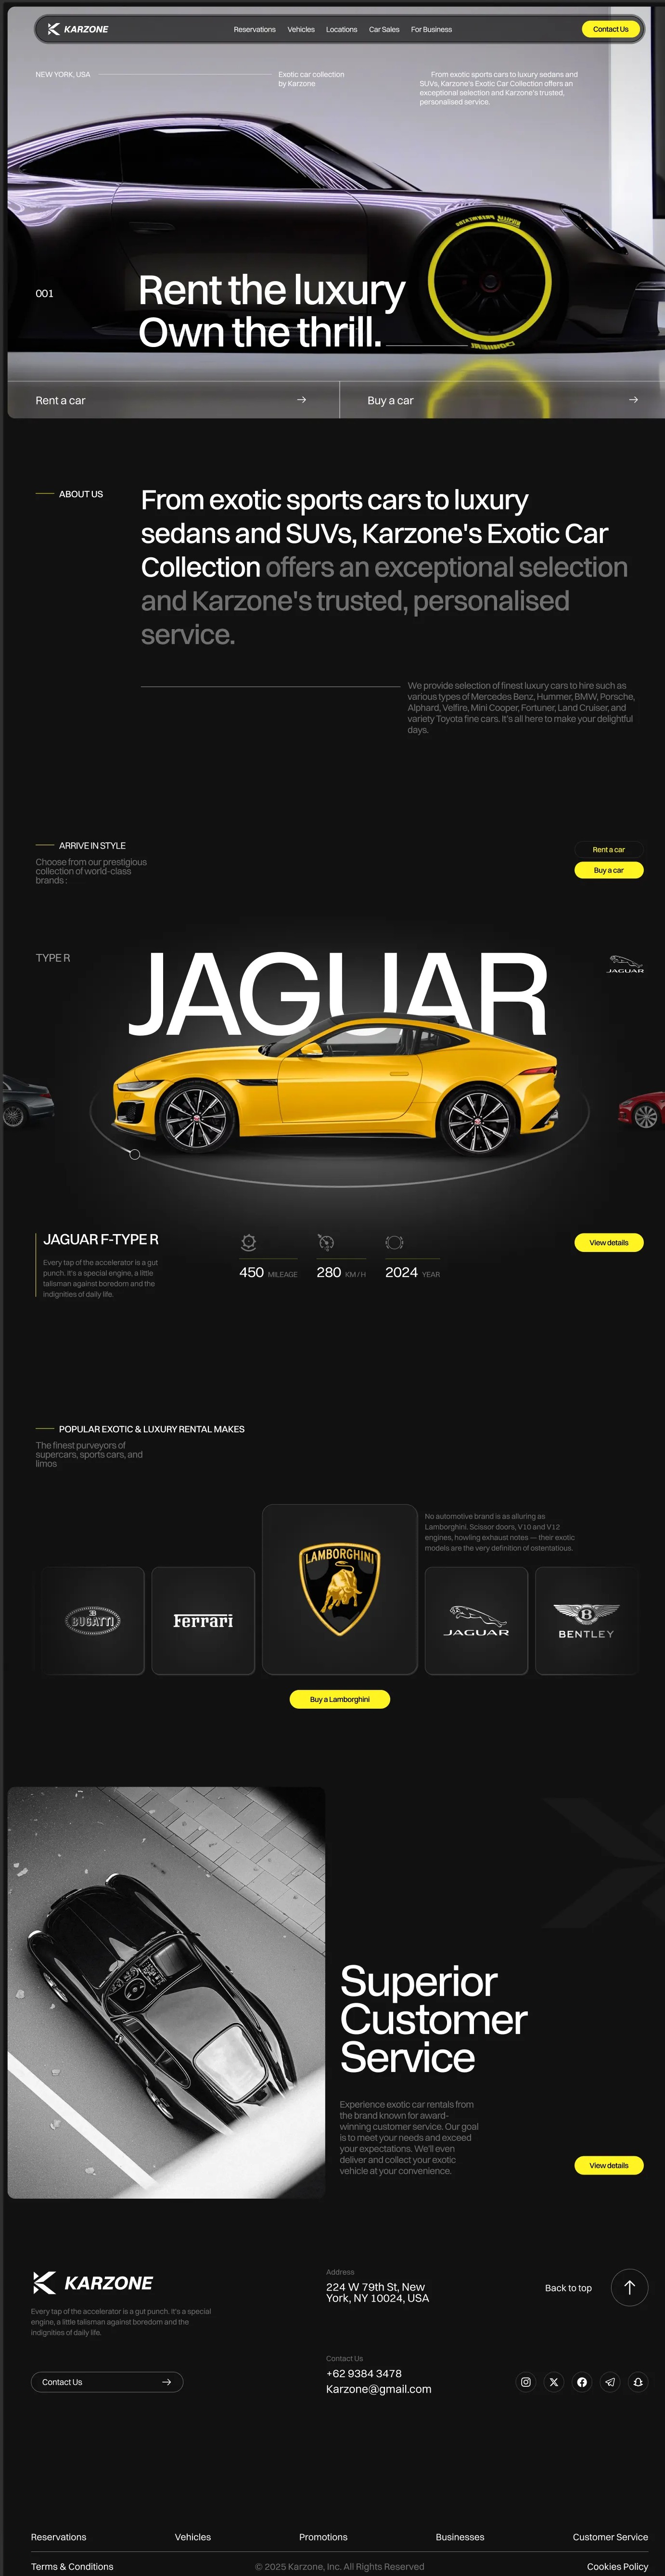 KARZONE
Reservations
Vehicles
Locations
Car Sales
For Business
Contact Us
NEW YORK, USA
Exotic car collection
by Karzone
From exotic sports cars to luxury sedans and
SUVs, Karzone's Exotic Car Collection offers an
exceptional selection and Karzone's trusted,
personalised service.
001
Rent the luxury
Own the thrill.
Rent a car
Buy a car
ABOUT US
From exotic sports cars to luxury
sedans and SUVs, Karzone's Exotic Car
Collection offers an exceptional selection
and Karzone's trusted, personalised
service.
We provide selection of finest luxury cars to hire such as
various types of Mercedes Benz, Hummer, BMW, Porsche,
Alphard, Velfire, Mini Cooper, Fortuner, Land Cruiser, and
variety Toyota fine cars. It's all here to make your delightful
days.
ARRIVE IN STYLE
Choose from our prestigious
collection of world-class
brands :
Rent a car
Buy a car
TYPE R
JAGUAR
JAGUAR
JAGUAR F-TYPE R
Every tap of the accelerator is a gut
punch. It's a special engine, a little
talisman against boredom and the
indignities of daily life.
450 MILEAGE
280 KM / H
2024 YEAR
View details
POPULAR EXOTIC & LUXURY RENTAL MAKES
The finest purveyors of
supercars, sports cars, and
limos
No automotive brand is as alluring as
Lamborghini. Scissor doors, V10 and V12
engines, howling exhaust notes — their exotic
models are the very definition of ostentatious.
BUGATTI
Ferrari
LAMBORGHINI
JAGUAR
B
BENTLEY
Buy a Lamborghini
Superior
Customer
Service
Experience exotic car rentals from
the brand known for award-
winning customer service. Our goal
is to meet your needs and exceed
your expectations. We'll even
deliver and collect your exotic
vehicle at your convenience.
View details
KARZONE
Every tap of the accelerator is a gut punch. It's a special
engine, a little talisman against boredom and the
indignities of daily life.
Contact Us
Address
224 W 79th St, New
York, NY 10024, USA
Back to top
Contact Us
+62 9384 3478
Karzone@gmail.com
Reservations
Vehicles
Promotions
Businesses
Customer Service
Terms & Conditions
© 2025 Karzone, Inc. All Rights Reserved
Cookies Policy